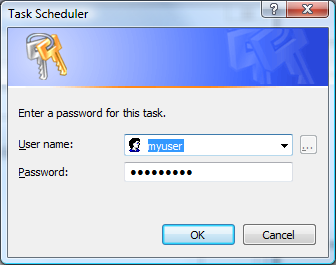 Task Scheduler
Enter a password for this task.
User name: myuser ...
Password: •••••••••
OK Cancel